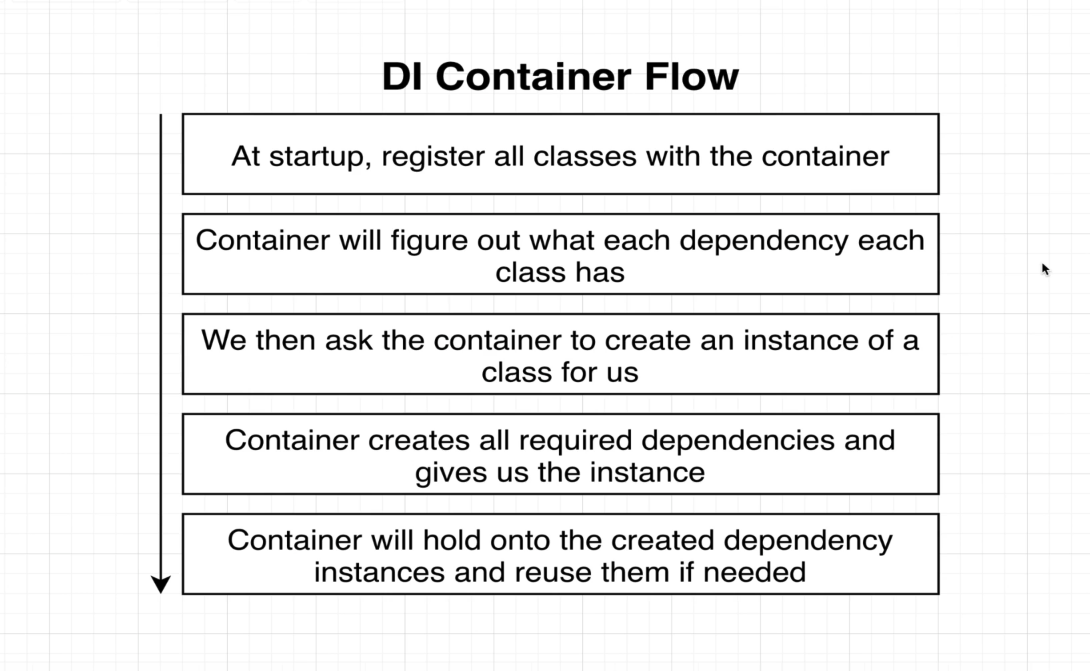 DI Container Flow
At startup, register all classes with the container
Container will figure out what each dependency each
class has
We then ask the container to create an instance of a
class for us
Container creates all required dependencies and
gives us the instance
Container will hold onto the created dependency
instances and reuse them if needed